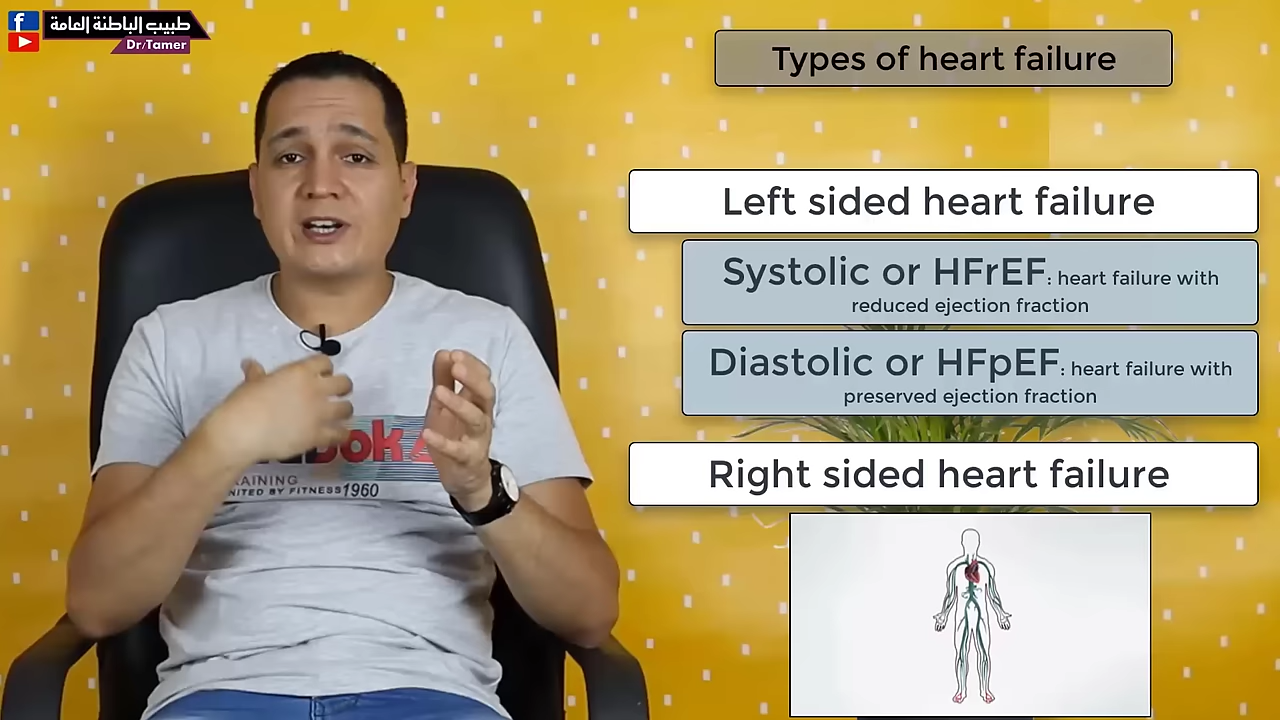 طبيب الباطنة العامة
Dr/Tamer
Types of heart failure
Left sided heart failure
Systolic or HFrEF: heart failure with
reduced ejection fraction
Diastolic or HFpEF: heart failure with
preserved ejection fraction
Right sided heart failure
NITED BY FITNESS 1960